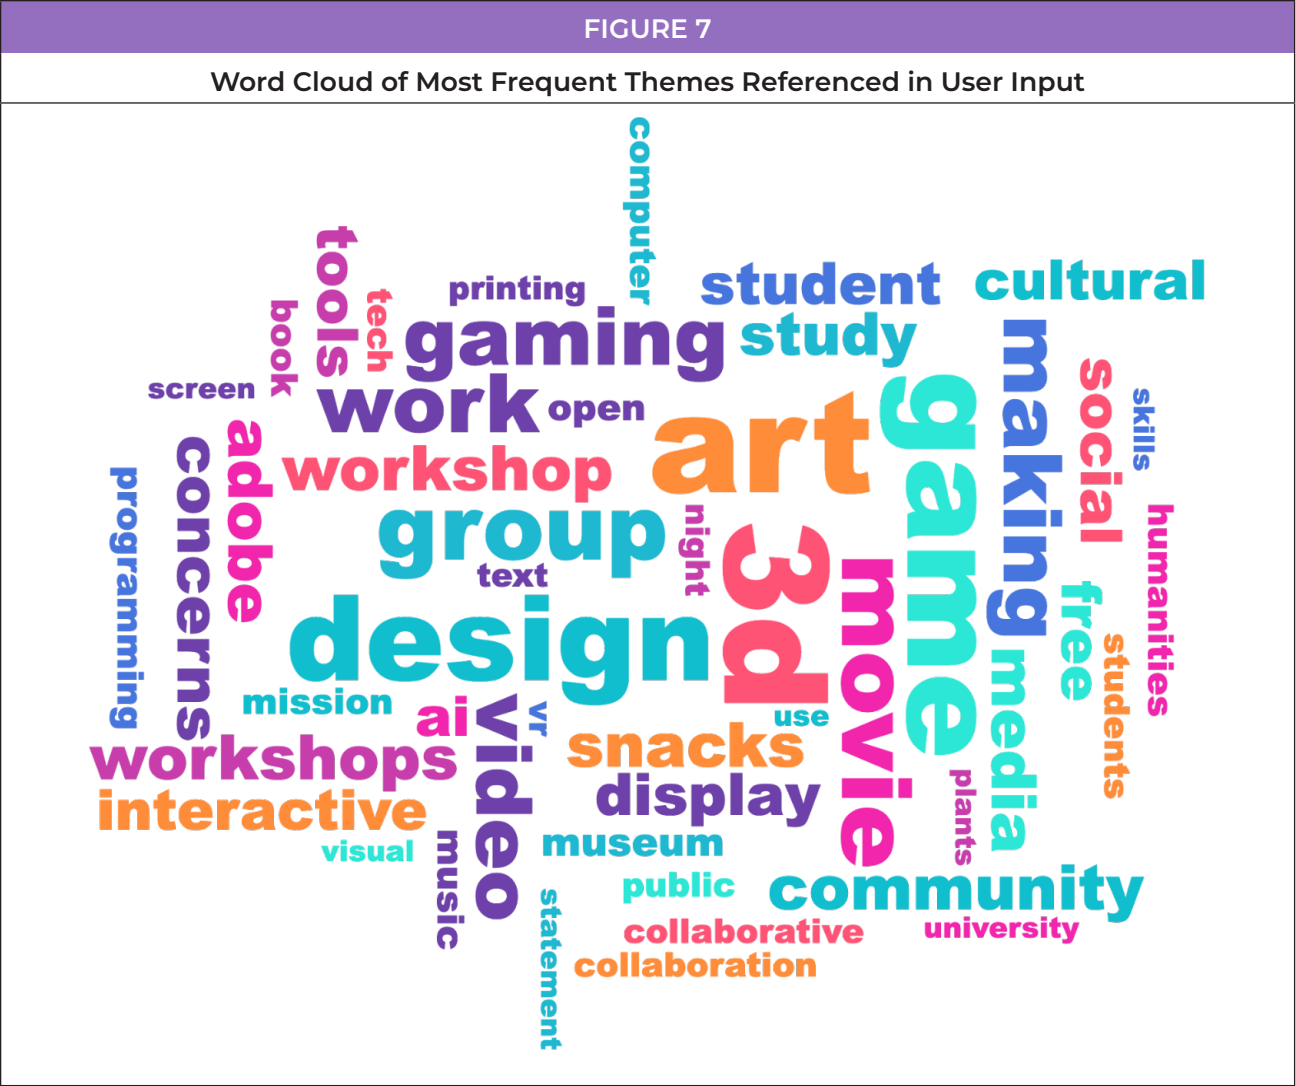 FIGURE 7
Word Cloud of Most Frequent Themes Referenced in User Input
computer
tools
printing
student
cultural
tech
book
gaming
study
making
social
screen
work
open
art
game
skills
adobe
concerns
workshop
programming
group
night
3d
humanities
text
movie
free
design
students
mission
ai
vr
video
use
media
workshops
snacks
interactive
display
plants
visual
music
museum
public
community
statement
collaborative
university
collaboration